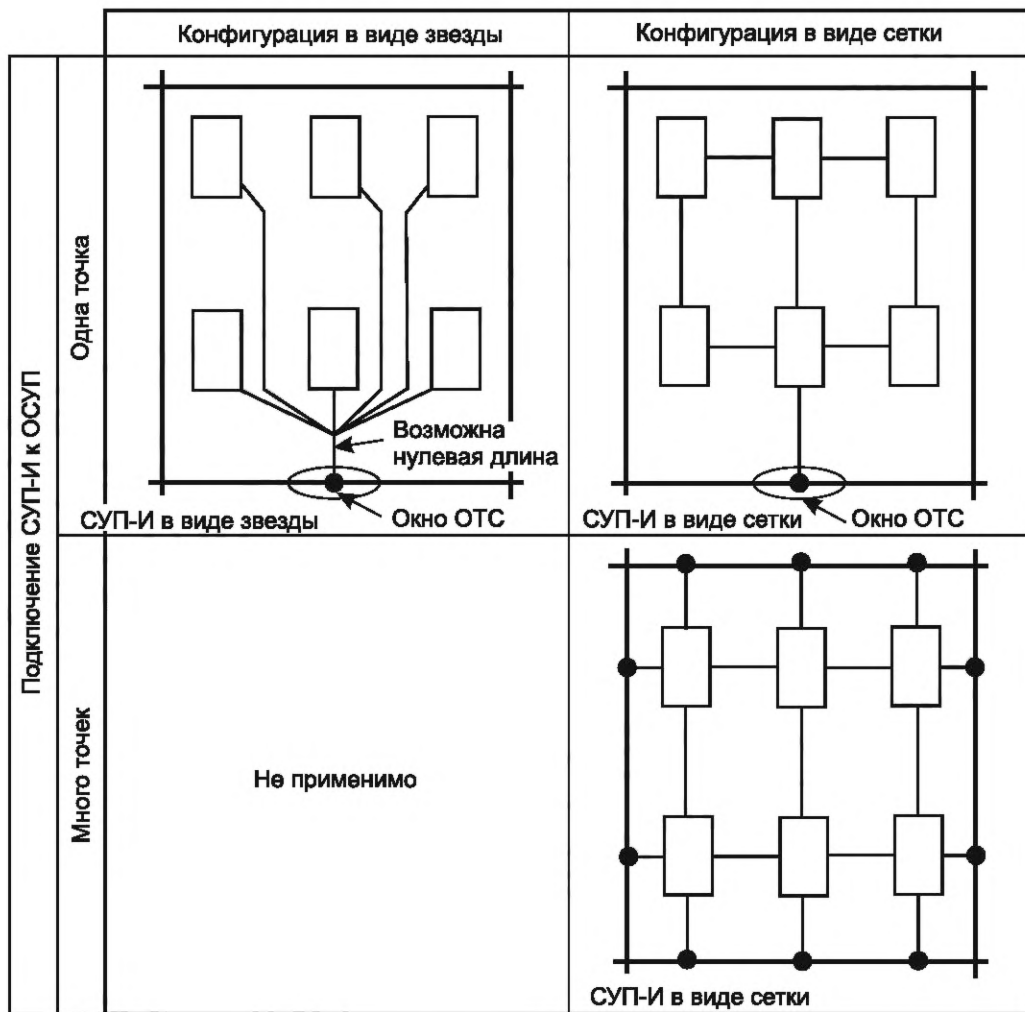 Конфигурация в виде звезды
Конфигурация в виде сетки
Подключение СУП-И к ОСУП
Одна точка
Возможна
нулевая длина
СУП-И в виде звезды
Окно ОТС
СУП-И в виде сетки
Окно ОТС
Много точек
Не применимо
СУП-И в виде сетки